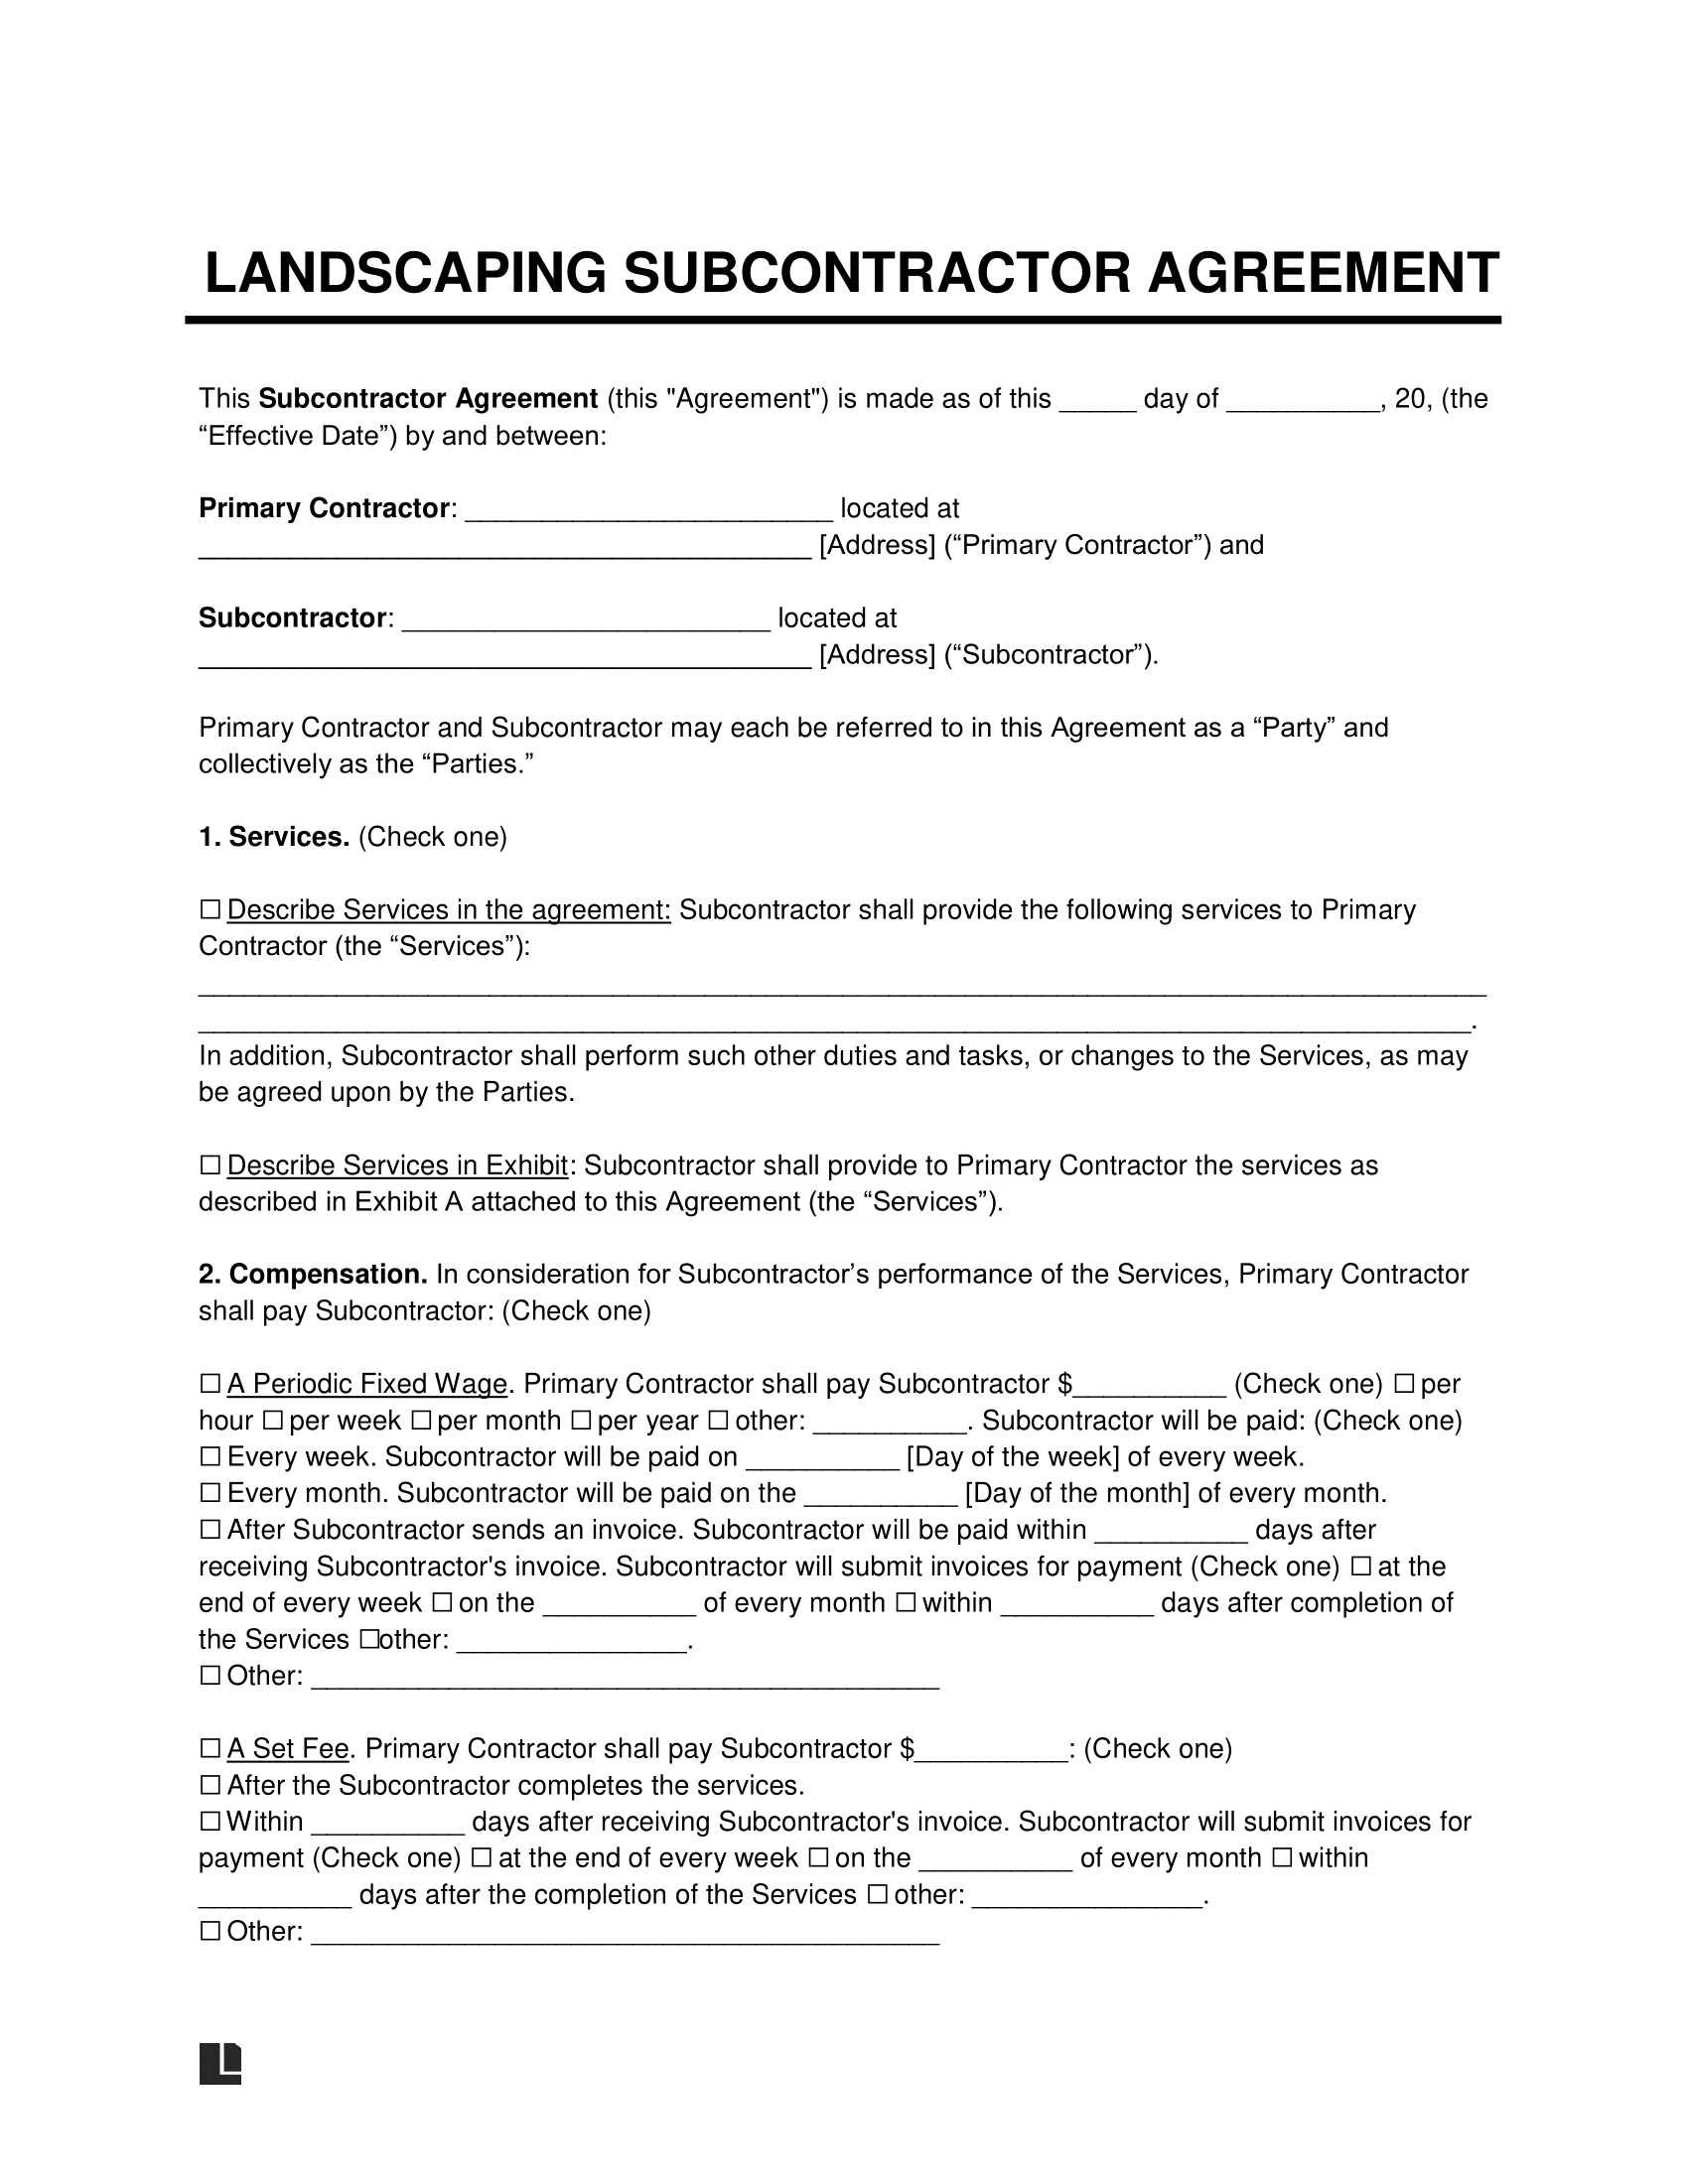 LANDSCAPING SUBCONTRACTOR AGREEMENT
This Subcontractor Agreement (this "Agreement") is made as of this _____ day of __________, 20, (the
“Effective Date”) by and between:
Primary Contractor: ________________________ located at
________________________________________ [Address] (“Primary Contractor”) and
Subcontractor: ________________________ located at
________________________________________ [Address] (“Subcontractor”).
Primary Contractor and Subcontractor may each be referred to in this Agreement as a “Party” and
collectively as the “Parties.”
1. Services. (Check one)
☐ Describe Services in the agreement: Subcontractor shall provide the following services to Primary
Contractor (the “Services”):
____________________________________________________________________________________
___________________________________________________________________________________.
In addition, Subcontractor shall perform such other duties and tasks, or changes to the Services, as may
be agreed upon by the Parties.
☐ Describe Services in Exhibit: Subcontractor shall provide to Primary Contractor the services as
described in Exhibit A attached to this Agreement (the “Services”).
2. Compensation. In consideration for Subcontractor’s performance of the Services, Primary Contractor
shall pay Subcontractor: (Check one)
☐ A Periodic Fixed Wage. Primary Contractor shall pay Subcontractor $__________ (Check one) ☐ per
hour ☐ per week ☐ per month ☐ per year ☐ other: __________. Subcontractor will be paid: (Check one)
☐ Every week. Subcontractor will be paid on __________ [Day of the week] of every week.
☐ Every month. Subcontractor will be paid on the __________ [Day of the month] of every month.
☐ After Subcontractor sends an invoice. Subcontractor will be paid within __________ days after
receiving Subcontractor's invoice. Subcontractor will submit invoices for payment (Check one) ☐ at the
end of every week ☐ on the __________ of every month ☐ within __________ days after completion of
the Services ☐other: _______________.
☐ Other: _________________________________________
☐ A Set Fee. Primary Contractor shall pay Subcontractor $__________: (Check one)
☐ After the Subcontractor completes the services.
☐ Within __________ days after receiving Subcontractor's invoice. Subcontractor will submit invoices for
payment (Check one) ☐ at the end of every week ☐ on the __________ of every month ☐ within
__________ days after the completion of the Services ☐ other: _______________.
☐ Other: _________________________________________